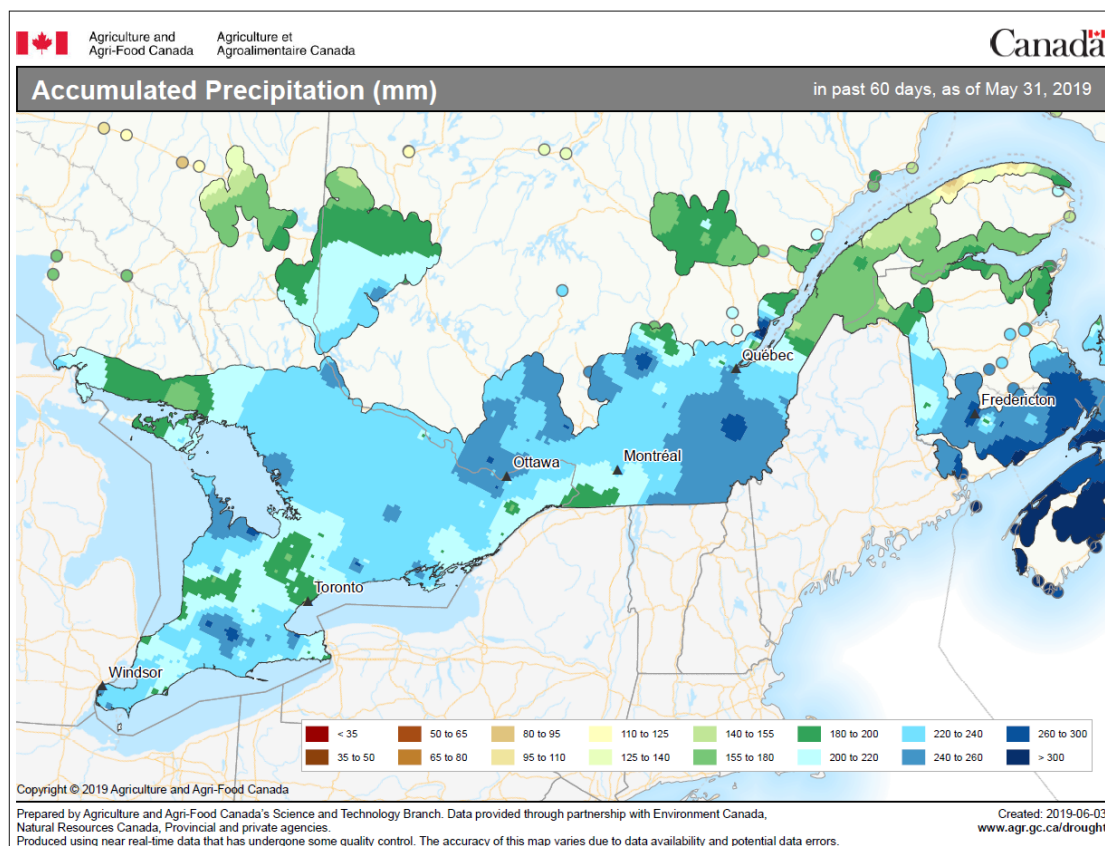 Agriculture and
Agri-Food Canada
Agriculture et
Agroalimentaire Canada
Canada
Accumulated Precipitation (mm)
in past 60 days, as of May 31, 2019
Québec
Fredericton
Ottawa
Montréal
Toronto
Windsor
< 35
50 to 65
80 to 95
110 to 125
140 to 155
180 to 200
220 to 240
260 to 300
35 to 50
65 to 80
95 to 110
125 to 140
155 to 180
200 to 220
240 to 260
> 300
Copyright © 2019 Agriculture and Agri-Food Canada
Prepared by Agriculture and Agri-Food Canada's Science and Technology Branch. Data provided through partnership with Environment Canada,
Natural Resources Canada, Provincial and private agencies.
Produced using near real-time data that has undergone some quality control. The accuracy of this map varies due to data availability and potential data errors.
Created: 2019-06-03
www.agr.gc.ca/drought